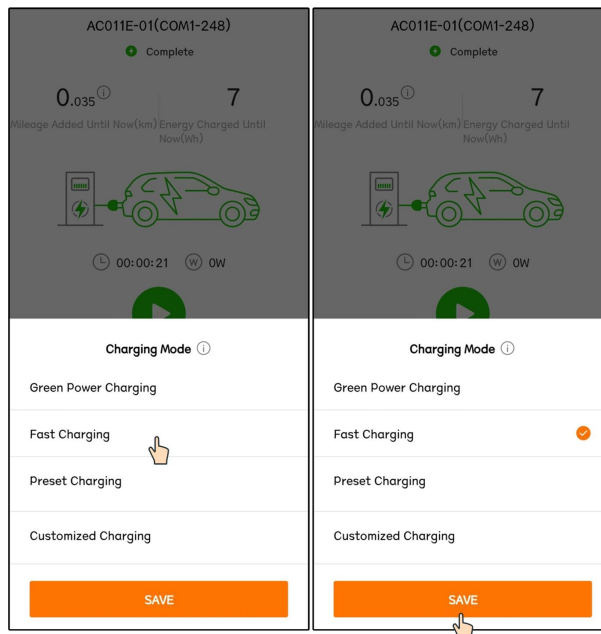 AC011E-01(COM1-248)
Complete
0.035 7
Mileage Added Until Now(km) Energy Charged Until
Now(Wh)
00:00:21 W 0W
Charging Mode i
Green Power Charging
Fast Charging
Preset Charging
Customized Charging
SAVE
AC011E-01(COM1-248)
Complete
0.035 7
Mileage Added Until Now(km) Energy Charged Until
Now(Wh)
00:00:21 W 0W
Charging Mode i
Green Power Charging
Fast Charging
Preset Charging
Customized Charging
SAVE